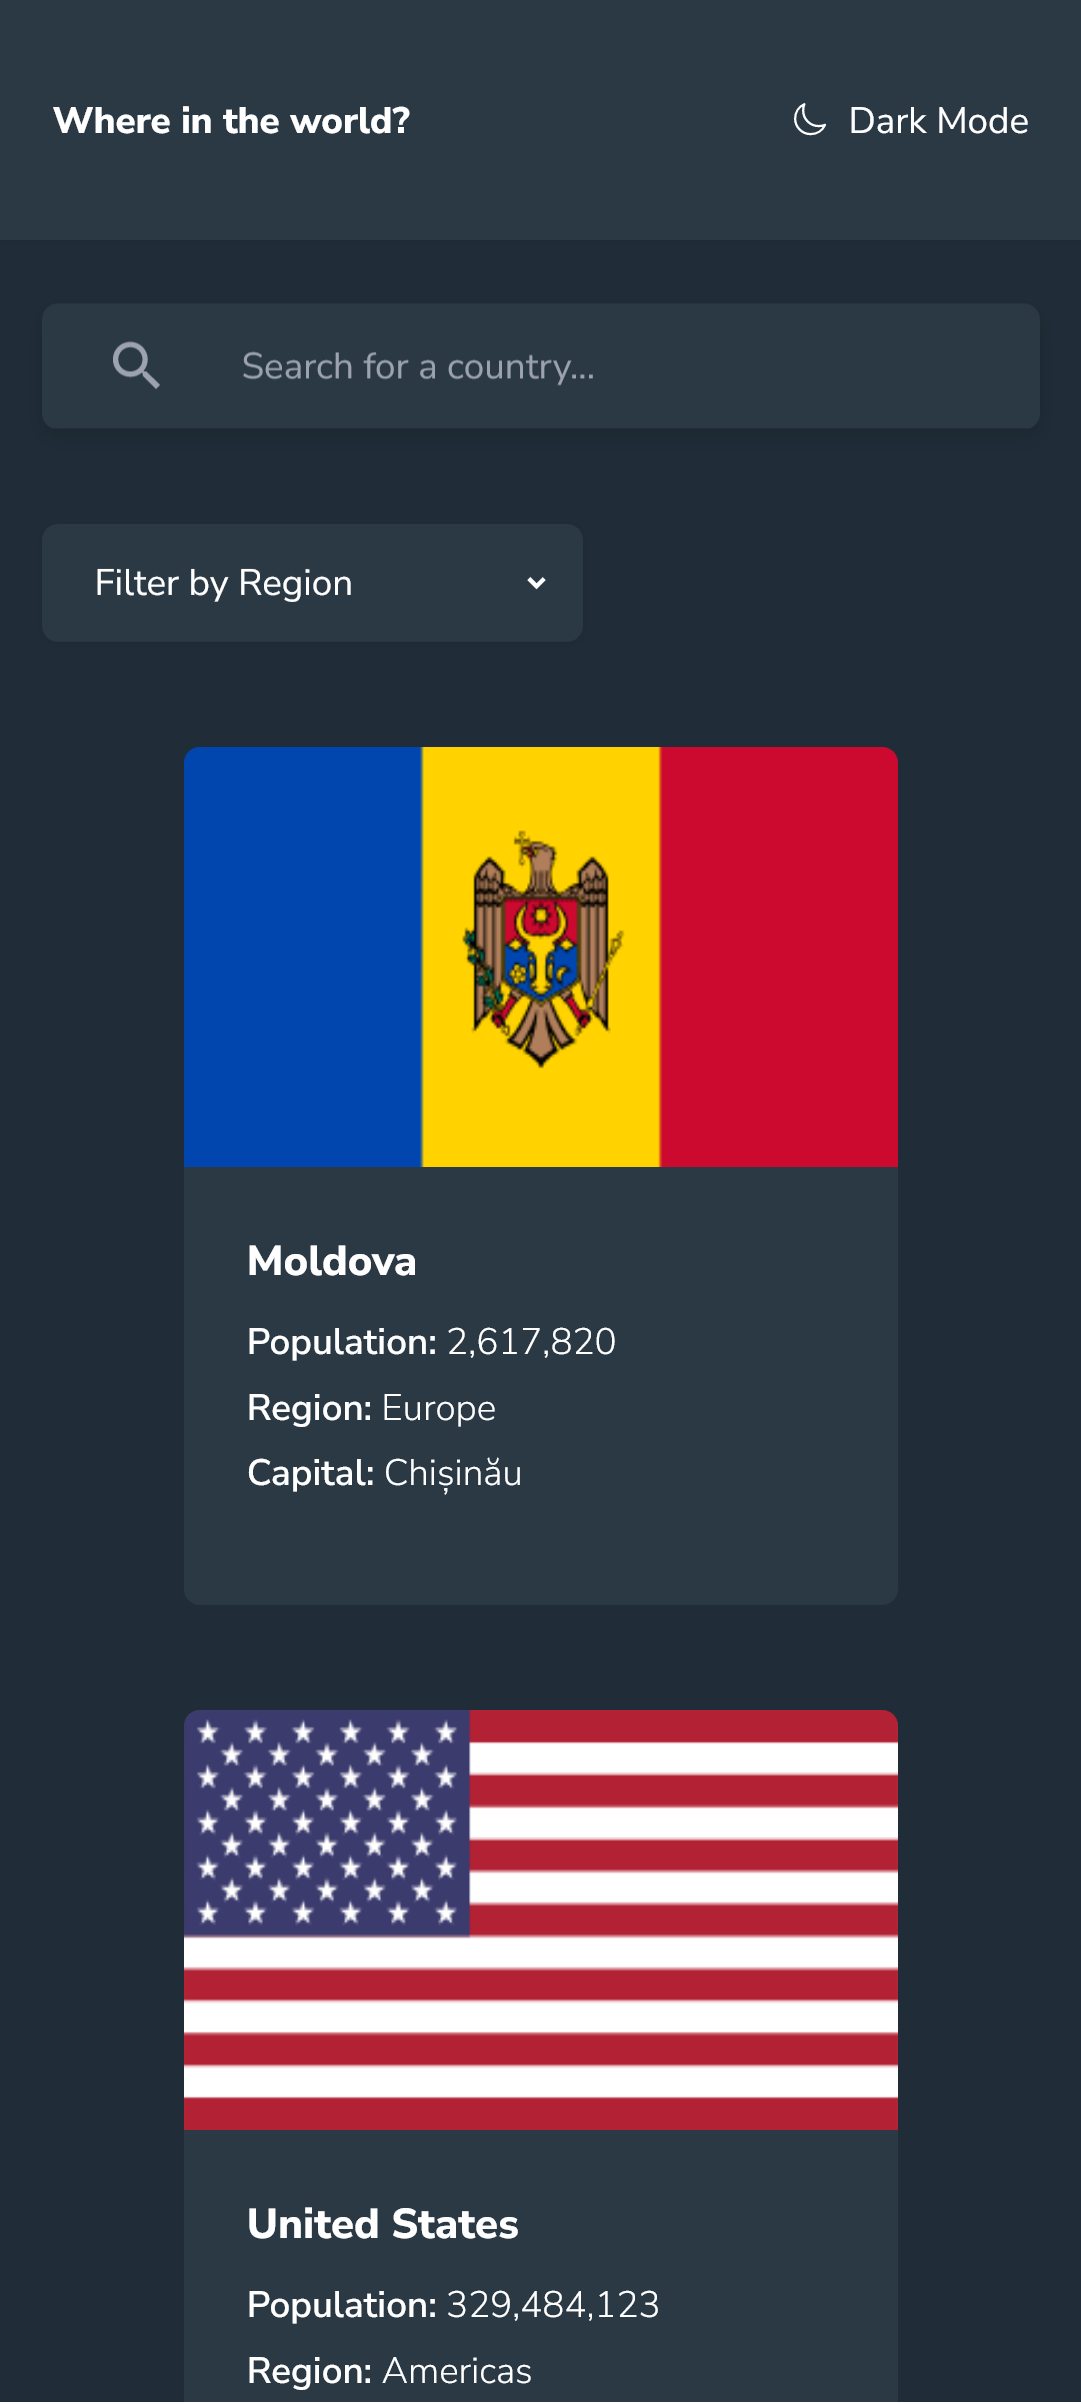 Where in the world?
Dark Mode
Search for a country...
Filter by Region
Moldova
Population: 2,617,820
Region: Europe
Capital: Chișinău
United States
Population: 329,484,123
Region: Americas